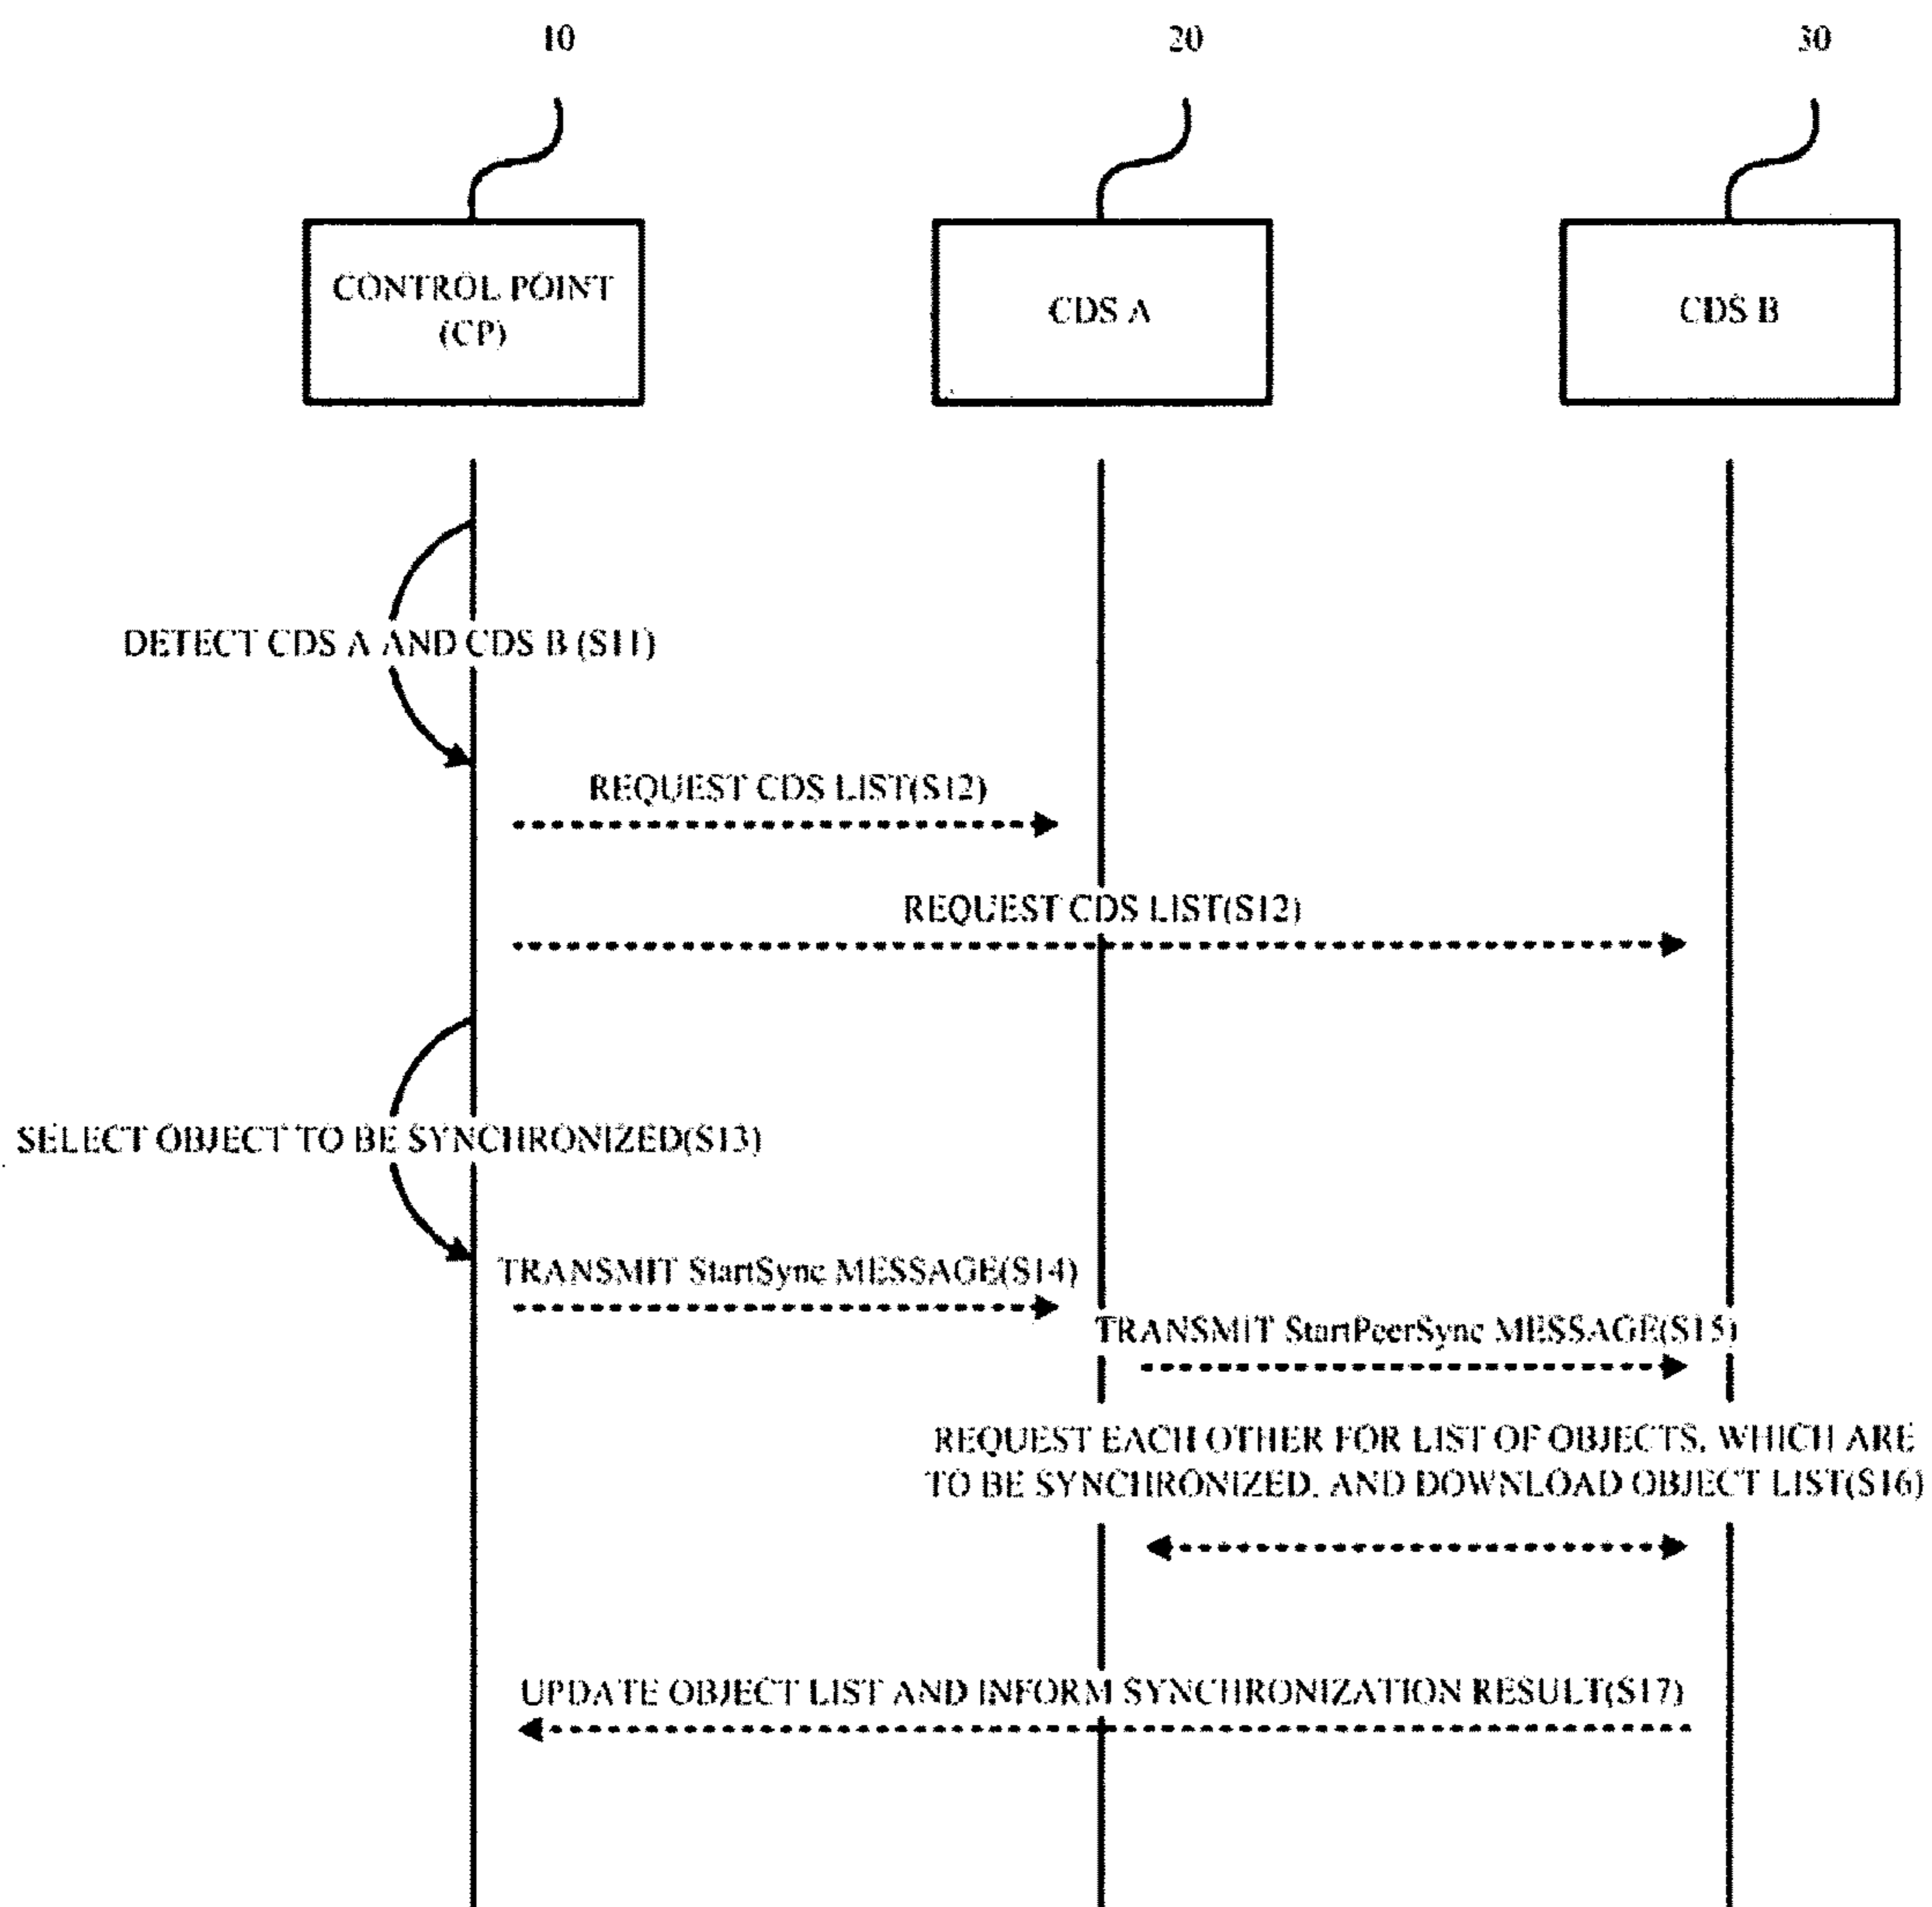 10
20
30
CONTROL POINT
(CP)
CDS A
CDS B
DETECT CDS A AND CDS B (S11)
REQUEST CDS LIST(S12)
REQUEST CDS LIST(S12)
SELECT OBJECT TO BE SYNCHRONIZED(S13)
TRANSMIT StartSync MESSAGE(S14)
TRANSMIT StartPeerSync MESSAGE(S15)
REQUEST EACH OTHER FOR LIST OF OBJECTS, WHICH ARE
TO BE SYNCHRONIZED, AND DOWNLOAD OBJECT LIST(S16)
UPDATE OBJECT LIST AND INFORM SYNCHRONIZATION RESULT(S17)